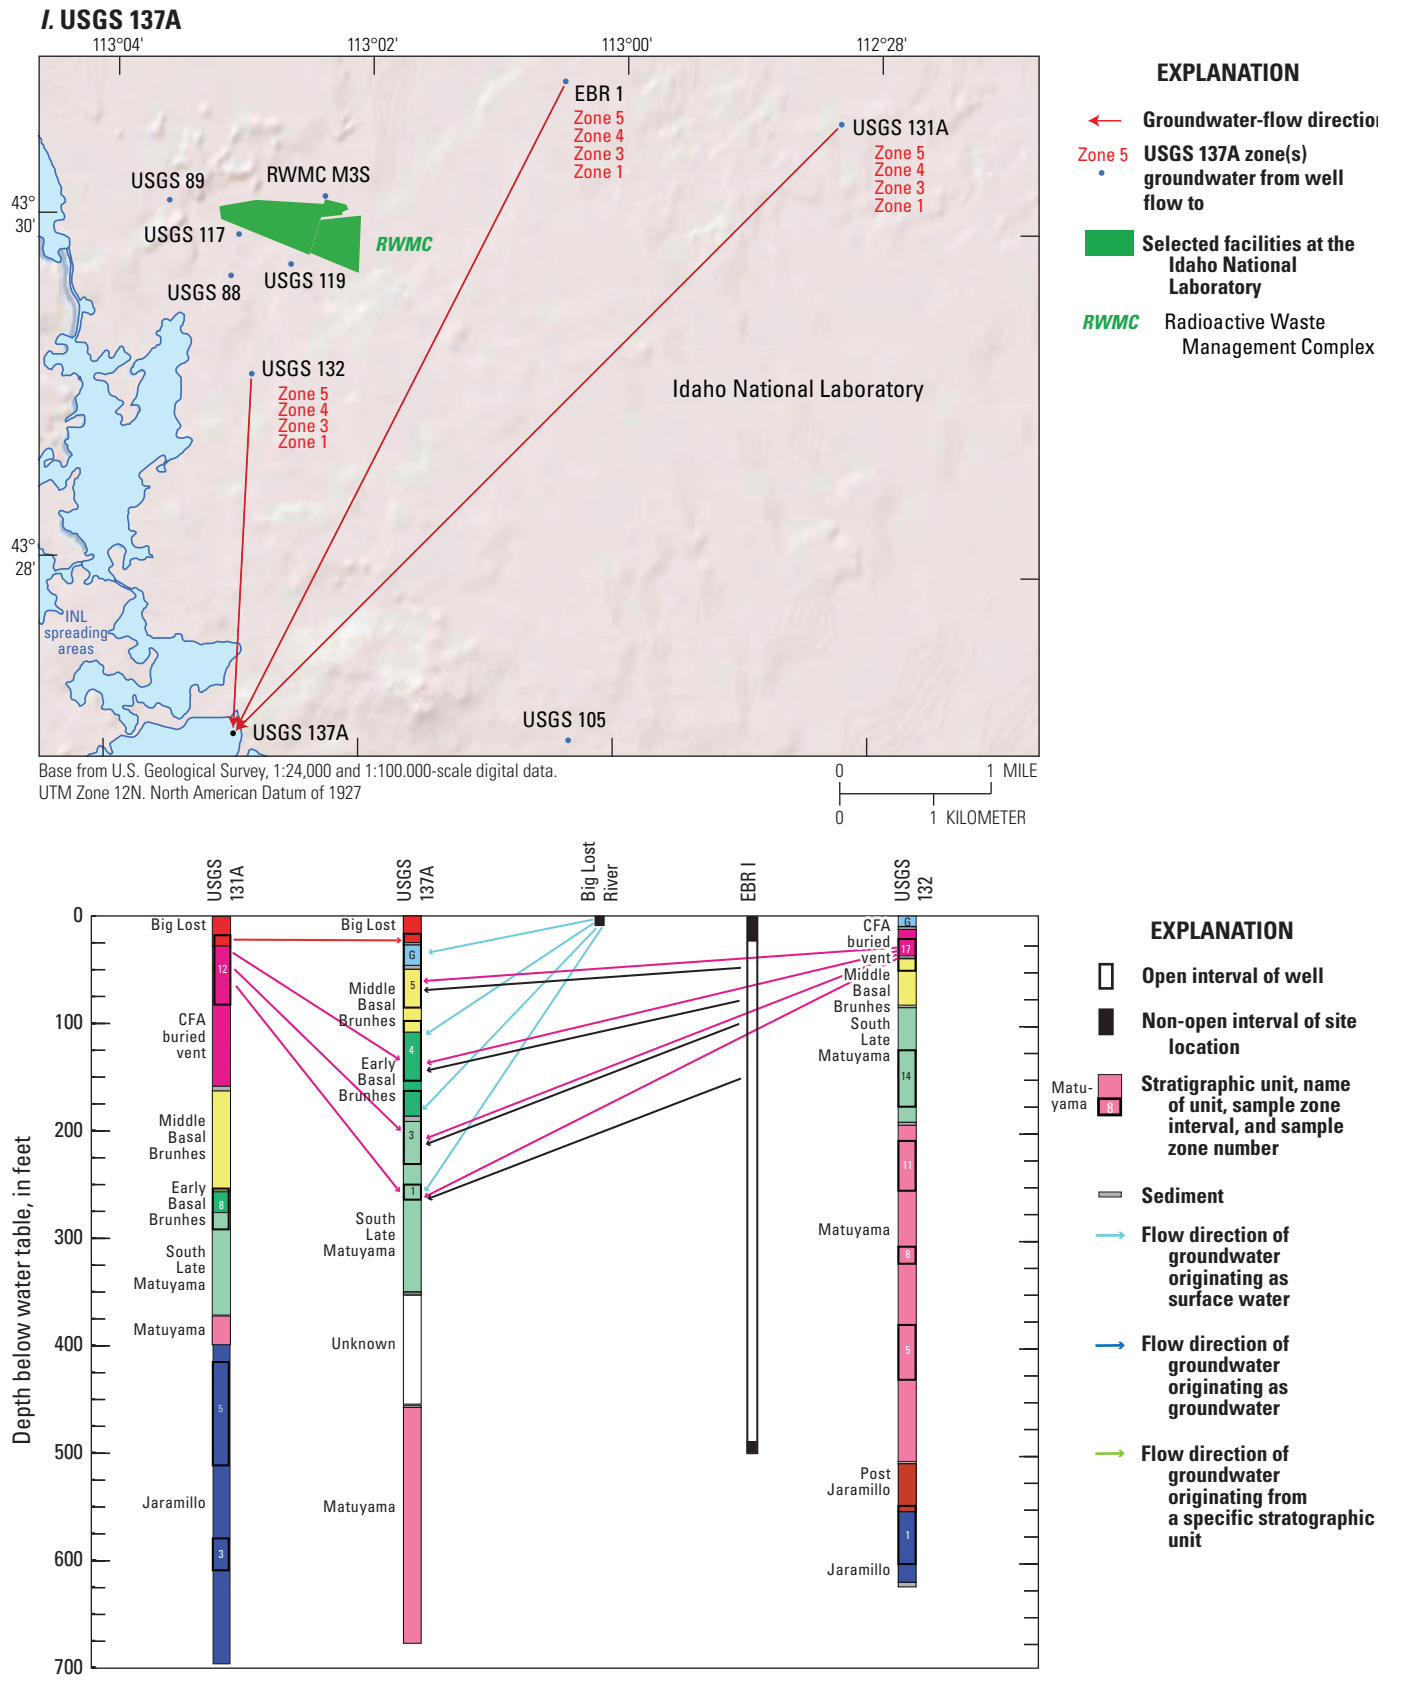 I. USGS 137A
113°04' 113°02' 113°00' 112°28'
EBR 1
Zone 5
Zone 4
Zone 3
Zone 1
USGS 131A
Zone 5
Zone 4
Zone 3
Zone 1
USGS 89
RWMC M3S
43°
30'
USGS 117
RWMC
USGS 119
USGS 88
USGS 132
Zone 5
Zone 4
Zone 3
Zone 1
Idaho National Laboratory
43°
28'
INL
spreading
areas
USGS 137A
USGS 105
Base from U.S. Geological Survey, 1:24,000 and 1:100.000-scale digital data.
UTM Zone 12N. North American Datum of 1927
0 1 MILE
0 1 KILOMETER
EXPLANATION
Groundwater-flow direction
Zone 5 USGS 137A zone(s)
groundwater from well
flow to
Selected facilities at the
Idaho National
Laboratory
RWMC Radioactive Waste
Management Complex
USGS
131A
USGS
137A
Big Lost
River
EBR I
USGS
132
Depth below water table, in feet
0
100
200
300
400
500
600
700
Big Lost
12
CFA
buried
vent
Middle
Basal
Brunhes
Early
Basal
Brunhes
8
South
Late
Matuyama
Matuyama
5
Jaramillo
3
Big Lost
G
Middle
Basal
Brunhes
5
Early
Basal
Brunhes
4
3
1
South
Late
Matuyama
Unknown
Matuyama
G
CFA
buried
vent
17
Middle
Basal
Brunhes
South
Late
Matuyama
14
11
Matuyama
8
5
Post
Jaramillo
1
Jaramillo
EXPLANATION
Open interval of well
Non-open interval of site
location
Matu-
yama
8
Stratigraphic unit, name
of unit, sample zone
interval, and sample
zone number
Sediment
Flow direction of
groundwater
originating as
surface water
Flow direction of
groundwater
originating as
groundwater
Flow direction of
groundwater
originating from
a specific stratographic
unit